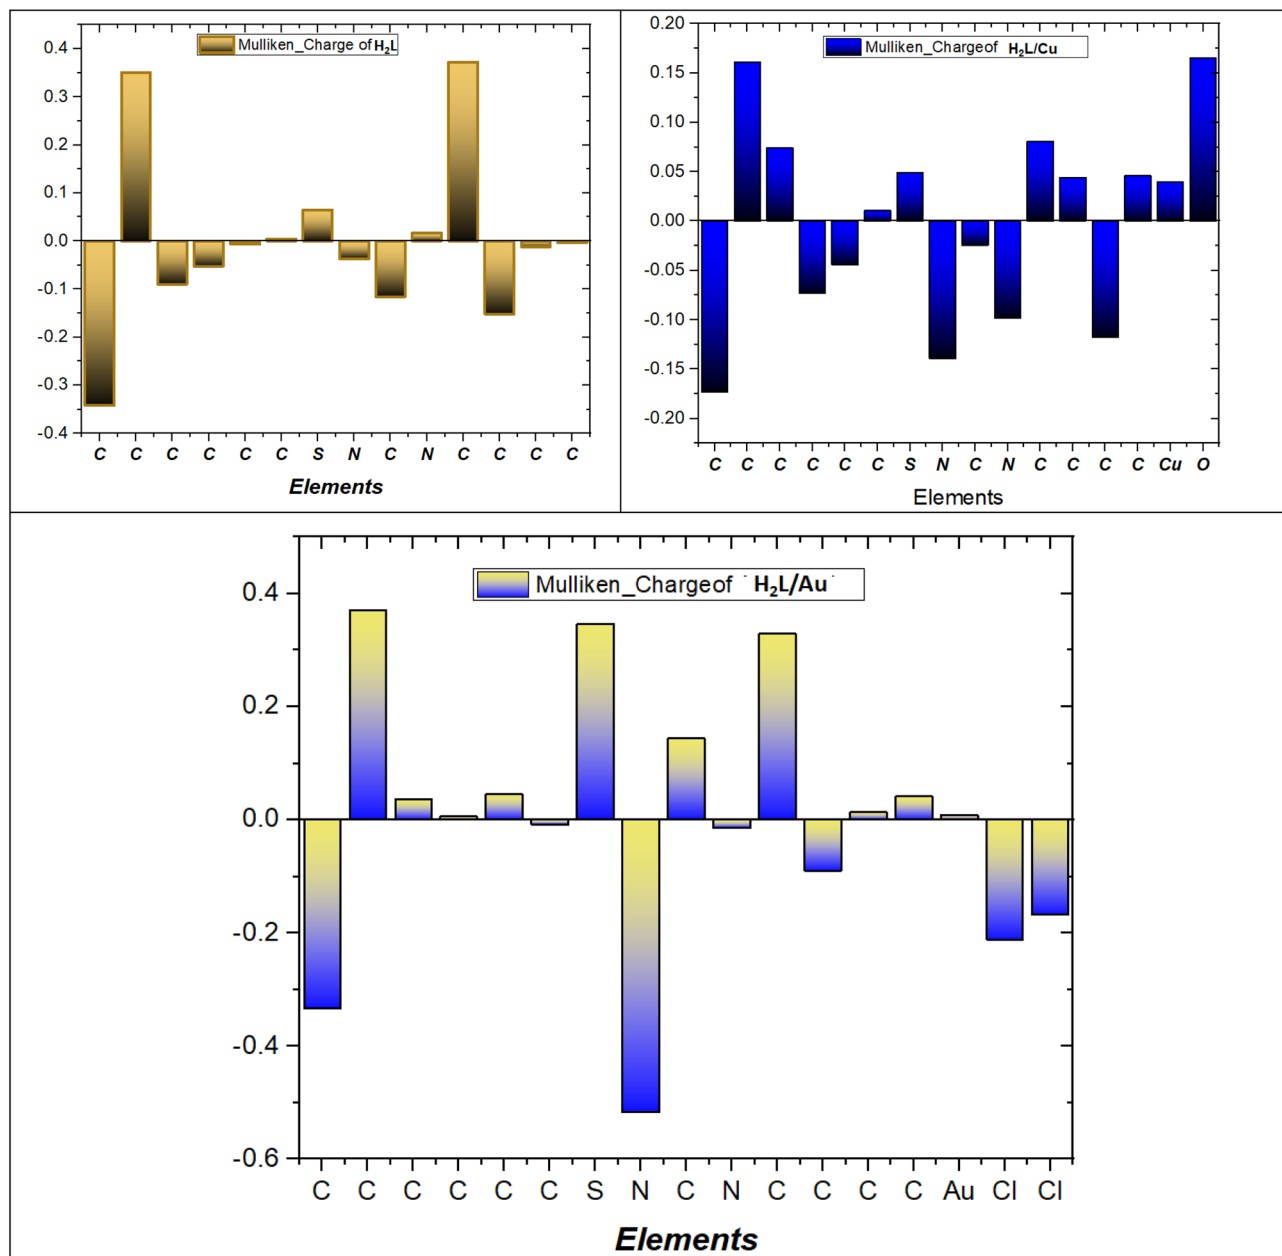 Mulliken_Charge of H₂L
0.4
0.3
0.2
0.1
0.0
-0.1
-0.2
-0.3
-0.4
C C C C C C S N C N C C C C
Elements
Mulliken_Chargeof H₂L/Cu
0.20
0.15
0.10
0.05
0.00
-0.05
-0.10
-0.15
-0.20
C C C C C C S N C N C C C C Cu O
Elements
Mulliken_Chargeof H₂L/Au
0.4
0.2
0.0
-0.2
-0.4
-0.6
C C C C C C S N C N C C C C Au Cl Cl
Elements